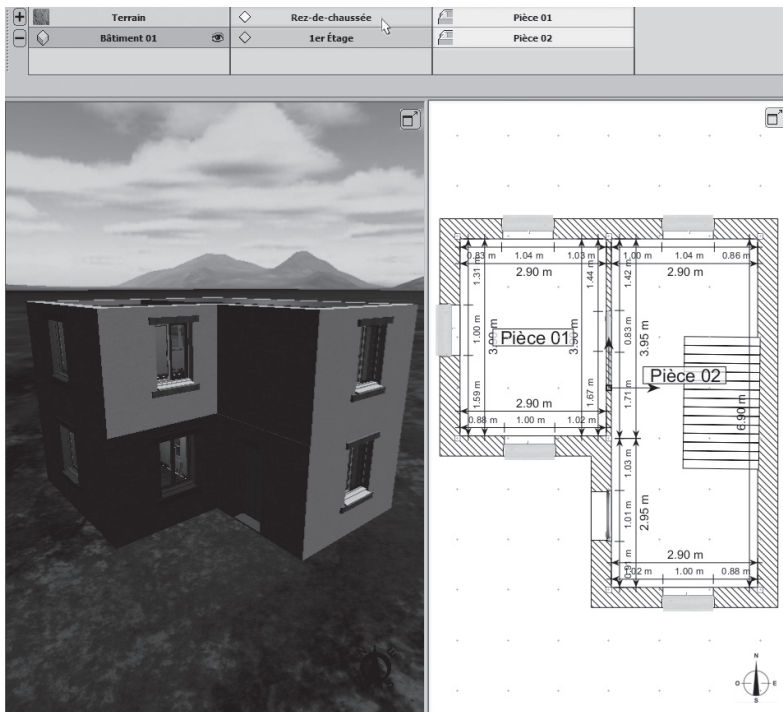 Terrain Rez-de-chaussée Pièce 01
Bâtiment 01 1er Étage Pièce 02
0.83 m 1.04 m 1.03 m 1.00 m 1.04 m 0.86 m
2.90 m 2.90 m
1.31 m 1.44 m 1.42 m
1.00 m 0.83 m 3.95 m
Pièce 01
Pièce 02
1.59 m 1.67 m 1.71 m 6.90 m
2.90 m
0.88 m 1.00 m 1.02 m
1.03 m
1.01 m 2.95 m
2.90 m
1.00 m 0.88 m
N
O E
S